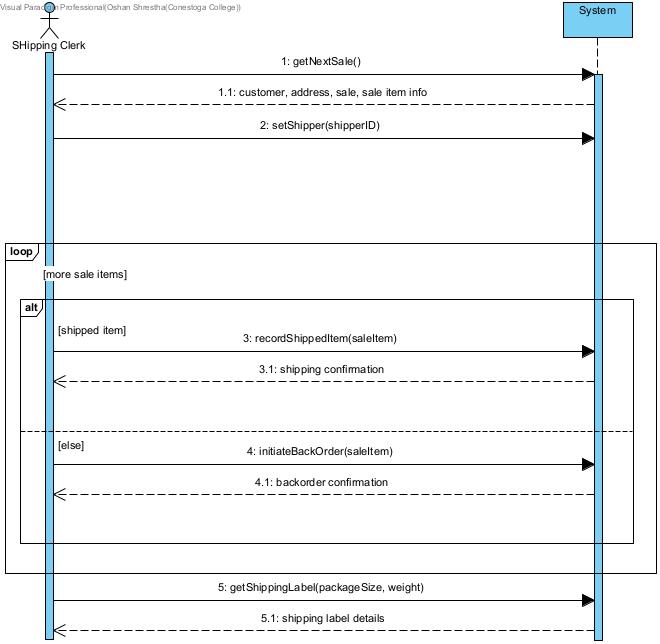 Visual Paradigm Professional(Oshan Shrestha(Conestoga College))
System
SHipping Clerk
1: getNextSale()
1.1: customer, address, sale, sale item info
2: setShipper(shipperID)
loop
[more sale items]
alt
[shipped item]
3: recordShippedItem(saleItem)
3.1: shipping confirmation
[else]
4: initiateBackOrder(saleItem)
4.1: backorder confirmation
5: getShippingLabel(packageSize, weight)
5.1: shipping label details